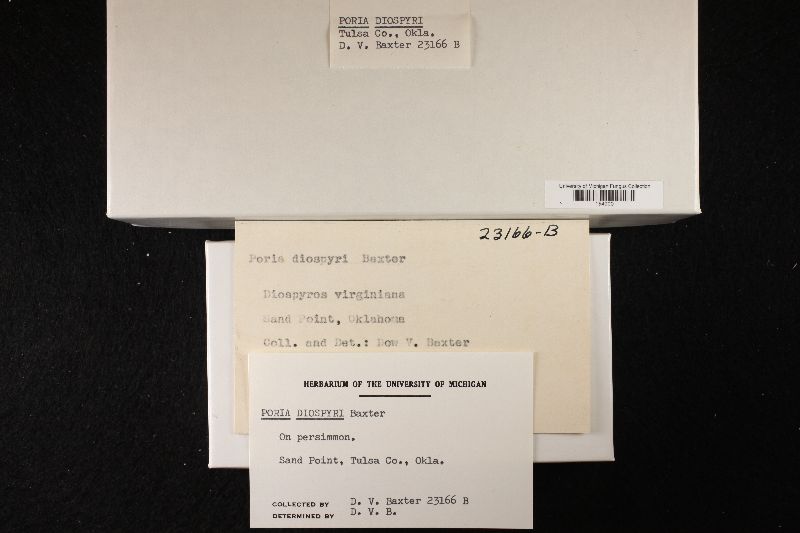 PORIA DIOSPYRI
Tulsa Co., Okla.
D. V. Baxter 23166 B
University of Michigan Fungus Collection
23166-B
Poria diospyri Baxter
Diospyros virginiana
Sand Point, Oklahoma
Coll. and Det.: Dow V. Baxter
HERBARIUM OF THE UNIVERSITY OF MICHIGAN
PORIA DIOSPYRI Baxter
On persimmon.
Sand Point, Tulsa Co., Okla.
COLLECTED BY D. V. Baxter 23166 B
DETERMINED BY D. V. B.